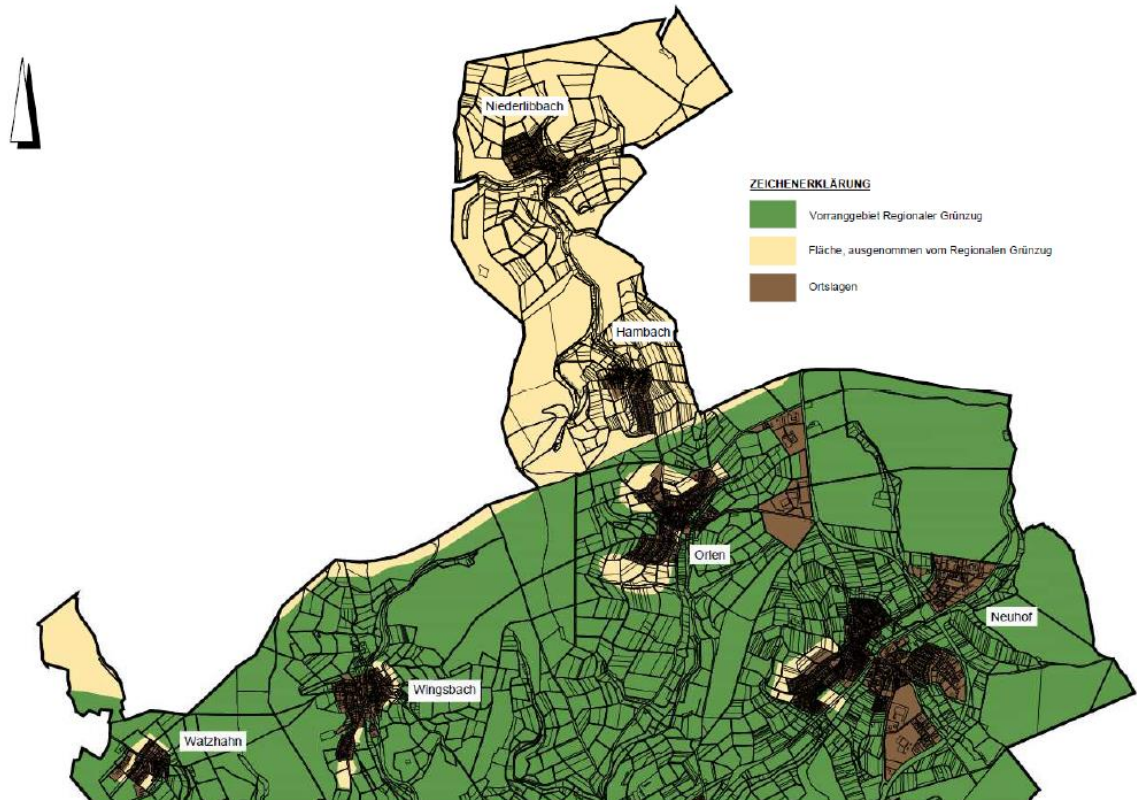 Niederlibbach
ZEICHENERKLÄRUNG
Vorranggebiet Regionaler Grünzug
Fläche, ausgenommen vom Regionalen Grünzug
Ortslagen
Hambach
Orlen
Neuhof
Wingsbach
Watzhahn